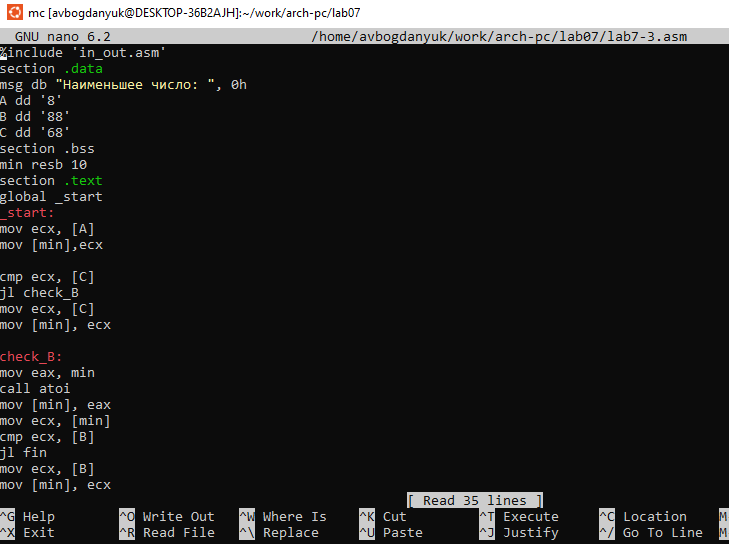 mc [avbogdanyuk@DESKTOP-36B2AJH]:~/work/arch-pc/lab07
GNU nano 6.2 /home/avbogdanyuk/work/arch-pc/lab07/lab7-3.asm
%include 'in_out.asm'
section .data
msg db "Наименьшее число: ", 0h
A dd '8'
B dd '88'
C dd '68'
section .bss
min resb 10
section .text
global _start
_start:
mov ecx, [A]
mov [min],ecx
cmp ecx, [C]
jl check_B
mov ecx, [C]
mov [min], ecx
check_B:
mov eax, min
call atoi
mov [min], eax
mov ecx, [min]
cmp ecx, [B]
jl fin
mov ecx, [B]
mov [min], ecx
[ Read 35 lines ]
^G Help ^O Write Out ^W Where Is ^K Cut ^T Execute ^C Location M
^X Exit ^R Read File ^\ Replace ^U Paste ^J Justify ^/ Go To Line M